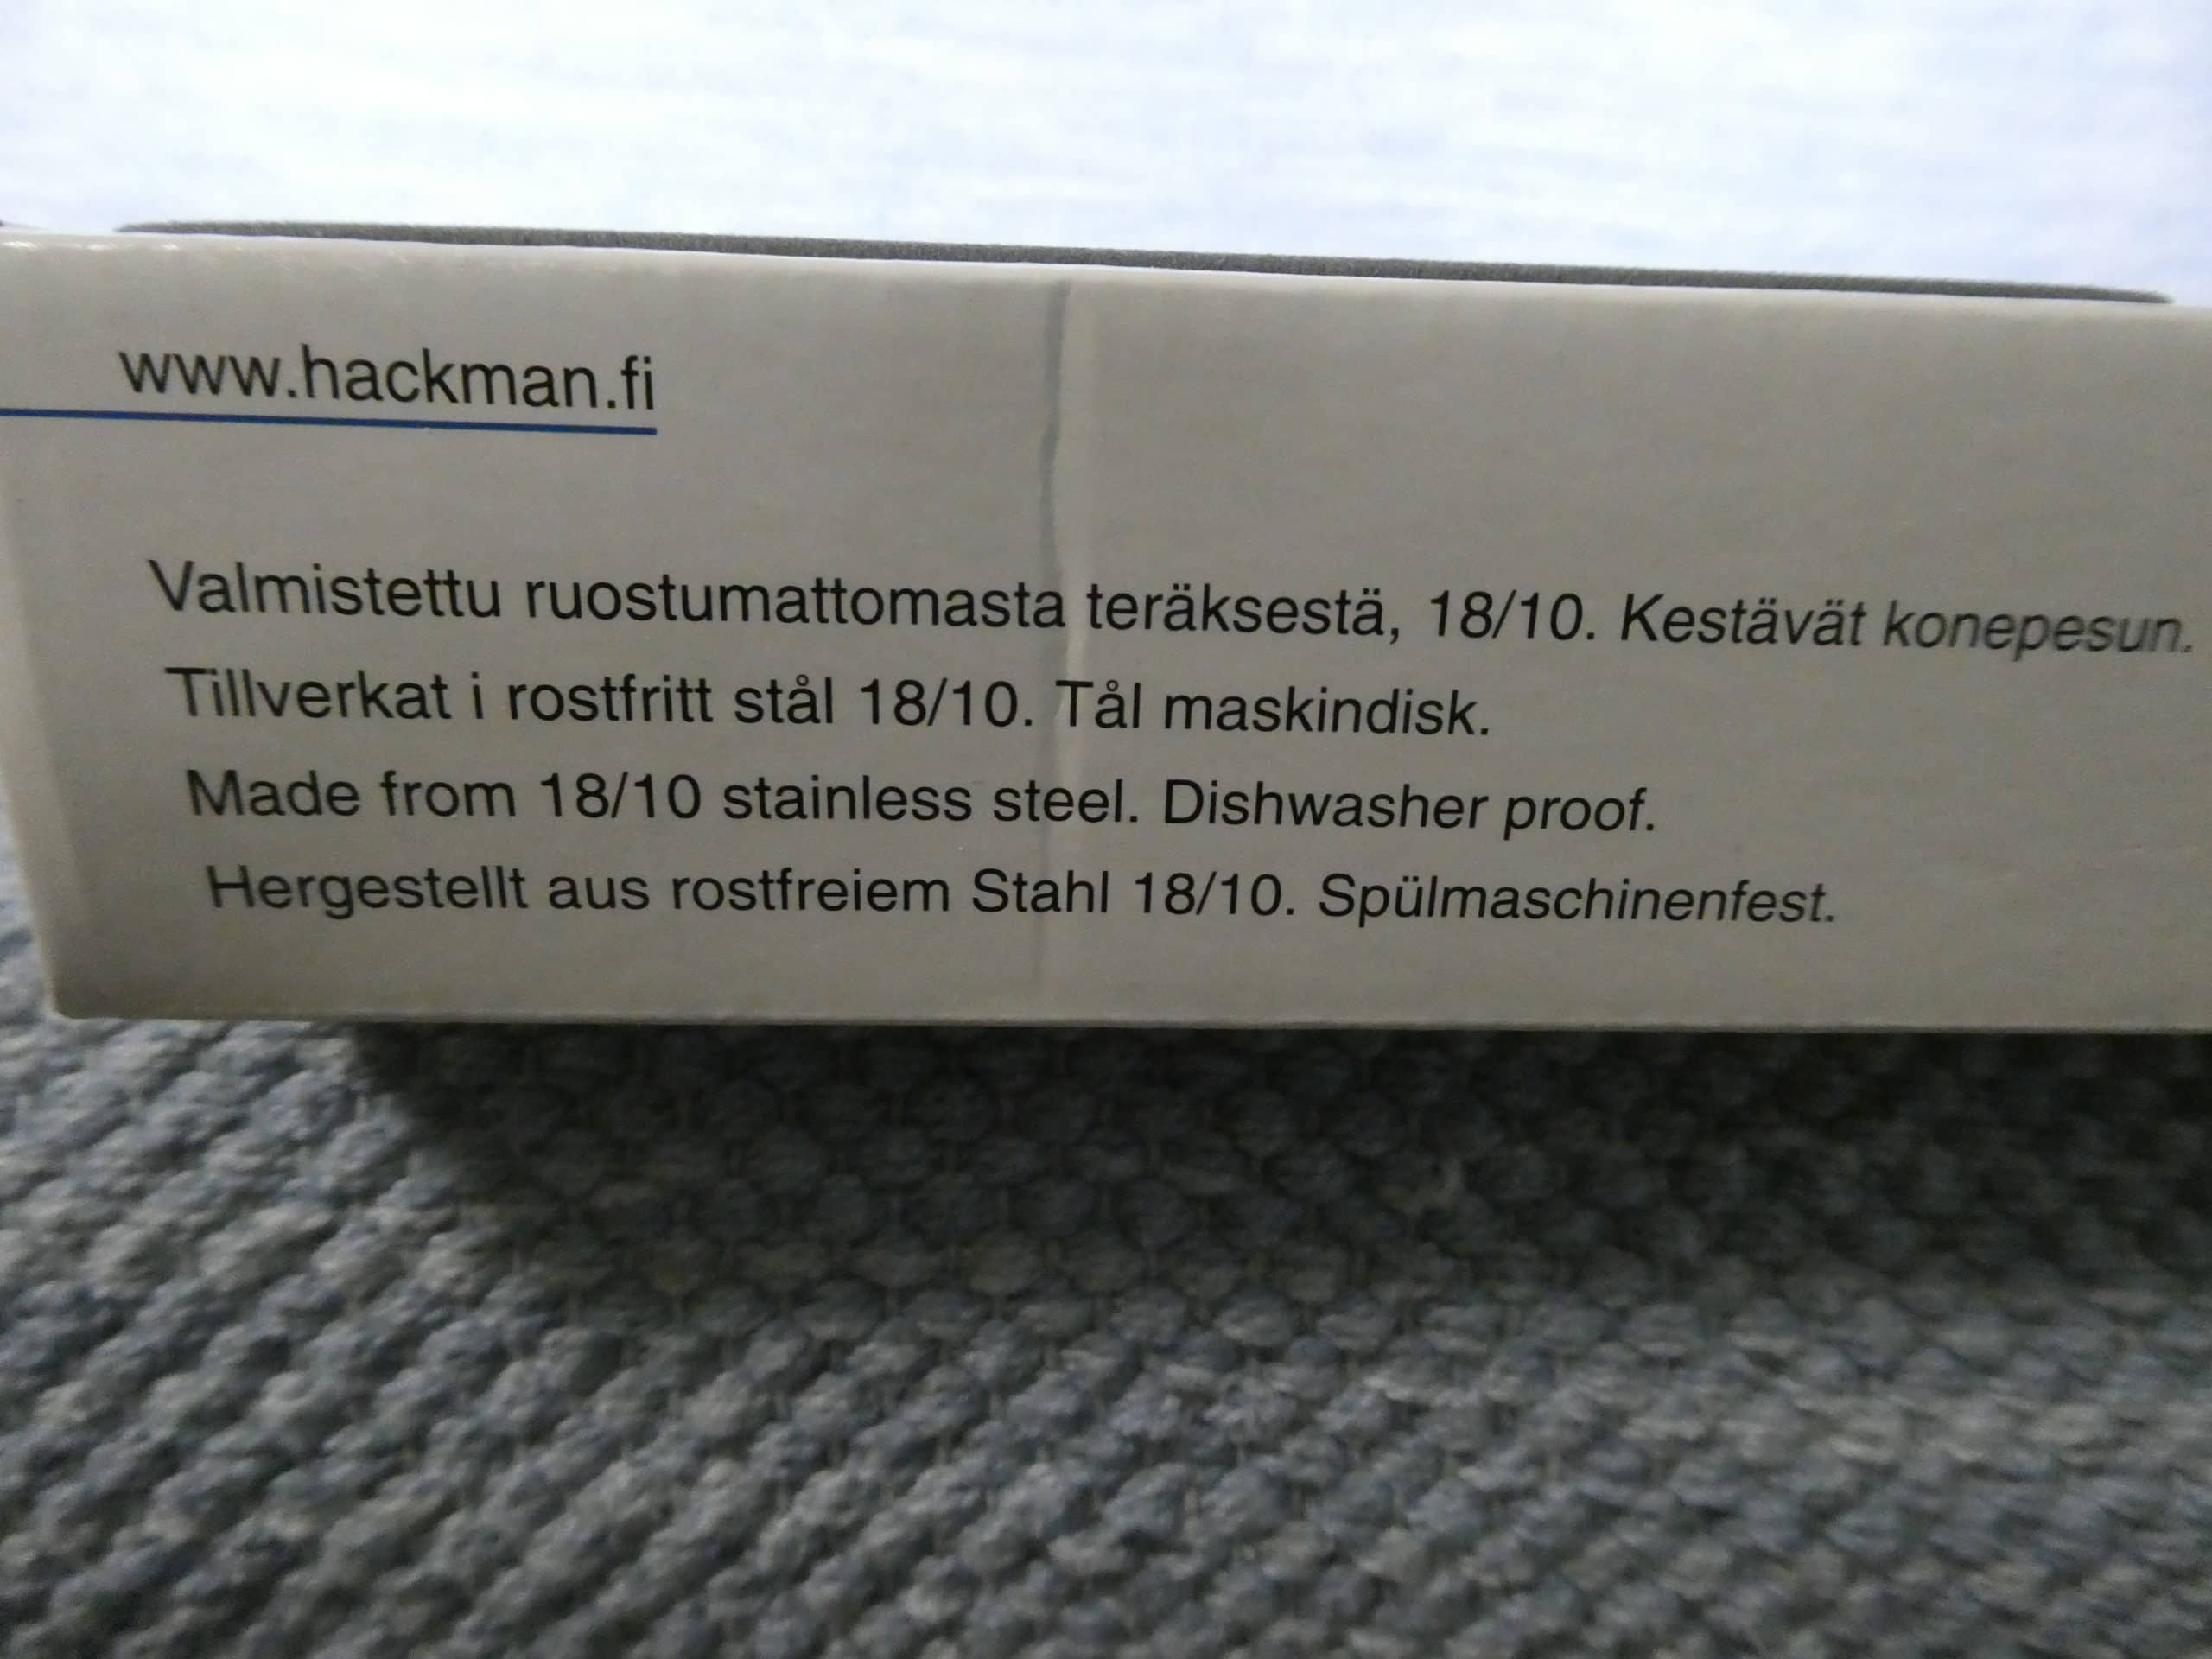 www.hackman.fi
Valmistettu ruostumattomasta teräksestä, 18/10. Kestävät konepesun.
Tillverkat i rostfritt stål 18/10. Tål maskindisk.
Made from 18/10 stainless steel. Dishwasher proof.
Hergestellt aus rostfreiem Stahl 18/10. Spülmaschinenfest.